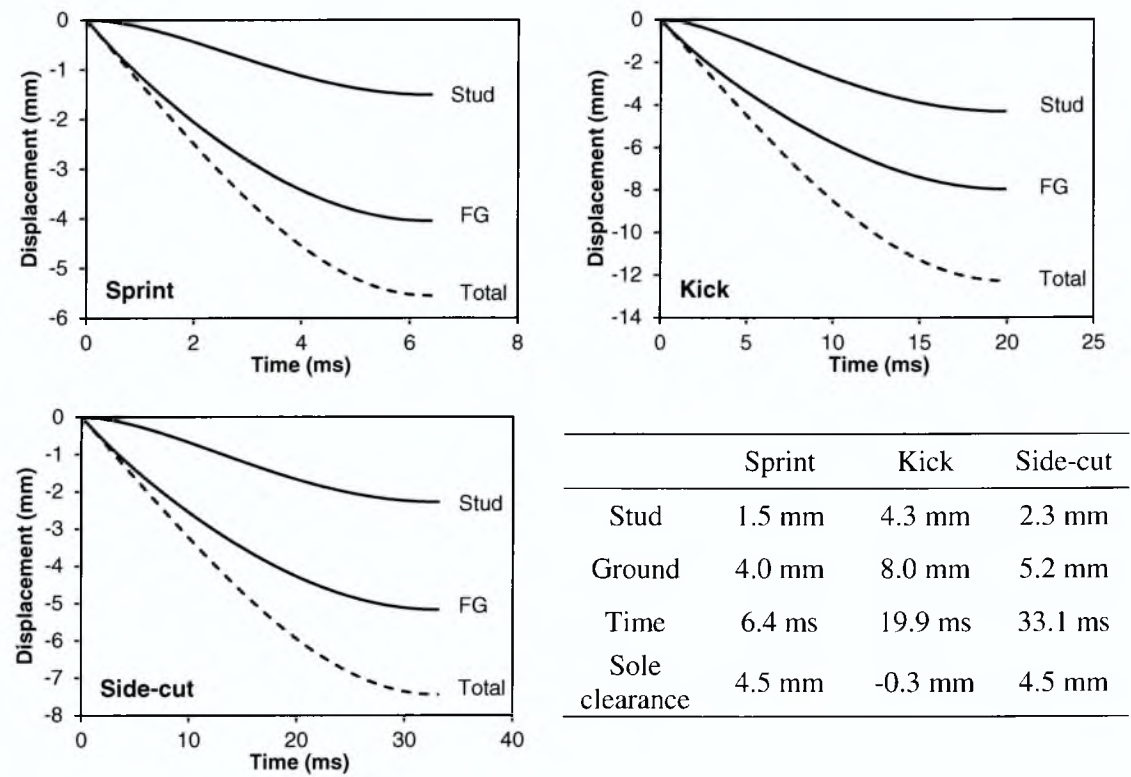 0
-1
-2
-3
-4
-5
-6
Displacement (mm)
Stud
FG
Total
Sprint
0 2 4 6 8
Time (ms)
0
-2
-4
-6
-8
-10
-12
-14
Displacement (mm)
Stud
FG
Total
Kick
0 5 10 15 20 25
Time (ms)
0
-1
-2
-3
-4
-5
-6
-7
-8
Displacement (mm)
Stud
FG
Total
Side-cut
0 10 20 30 40
Time (ms)
Sprint Kick Side-cut
Stud 1.5 mm 4.3 mm 2.3 mm
Ground 4.0 mm 8.0 mm 5.2 mm
Time 6.4 ms 19.9 ms 33.1 ms
Sole
clearance 4.5 mm -0.3 mm 4.5 mm